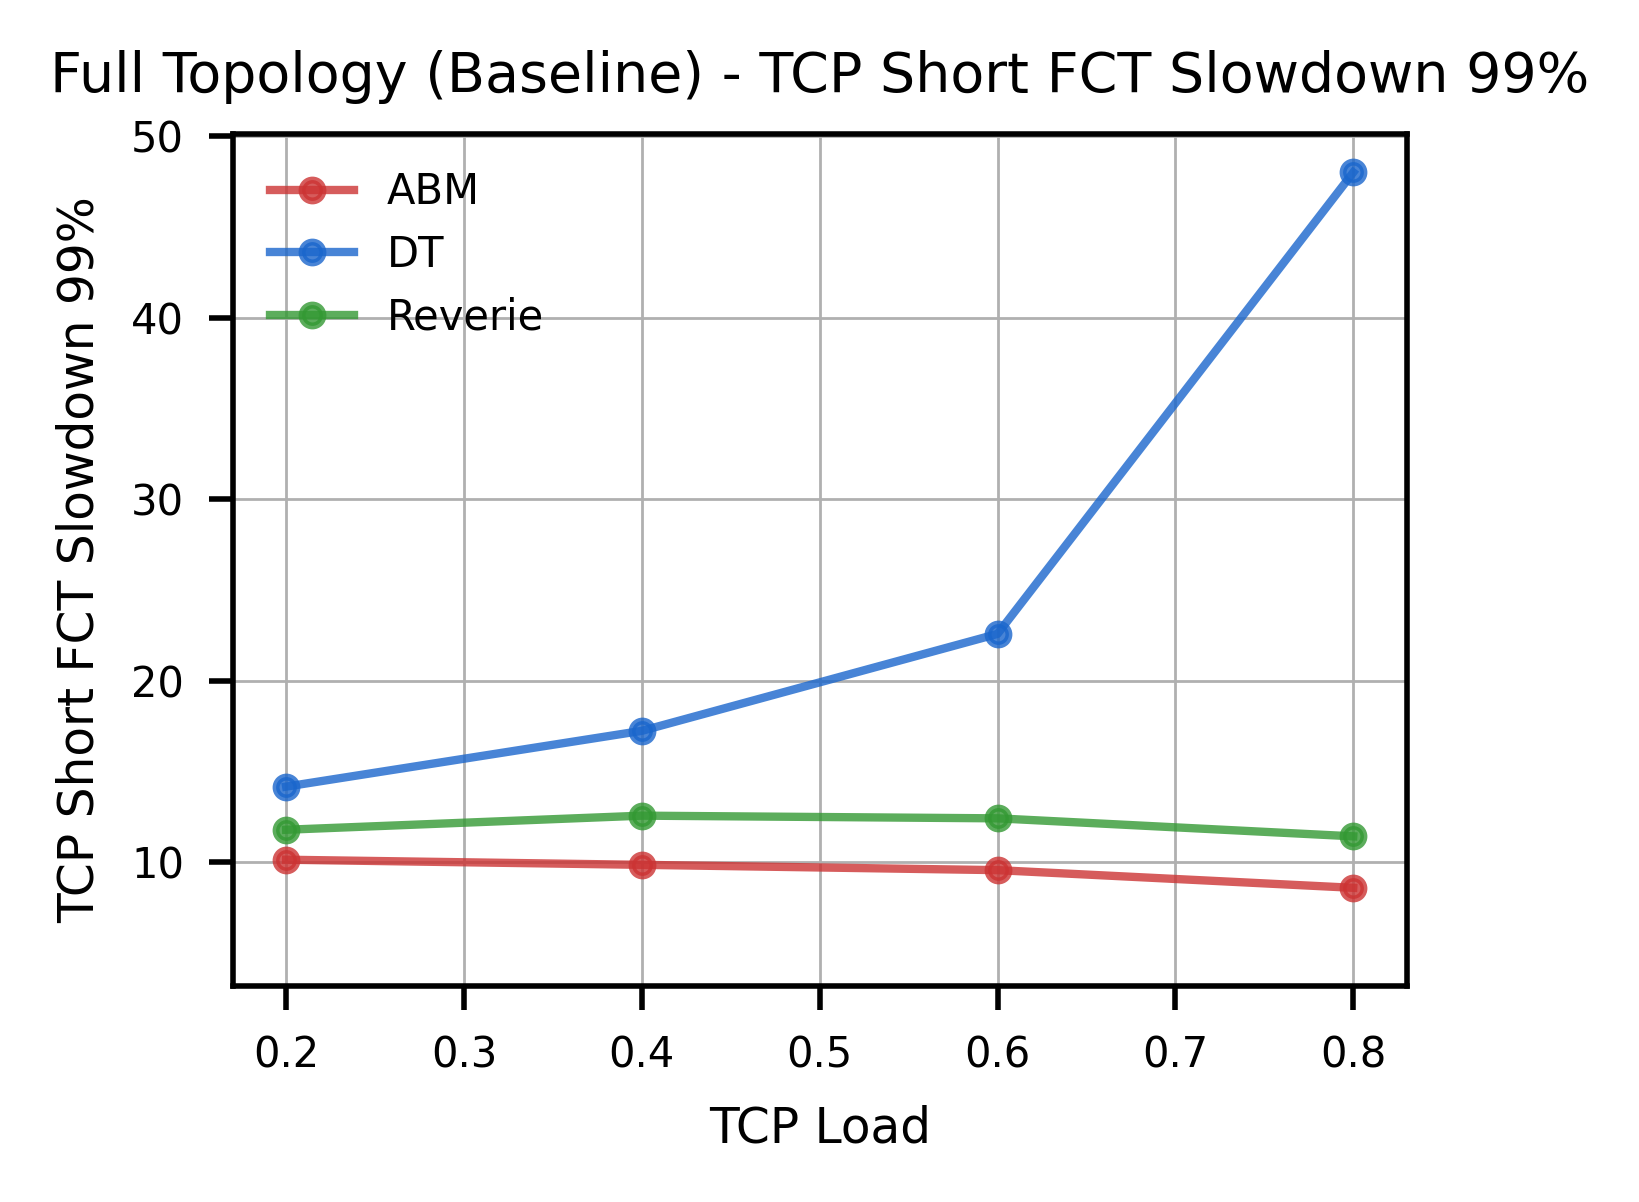 Full Topology (Baseline) - TCP Short FCT Slowdown 99%
TCP Short FCT Slowdown 99%
50
40
30
20
10
ABM
DT
Reverie
0.2 0.3 0.4 0.5 0.6 0.7 0.8
TCP Load